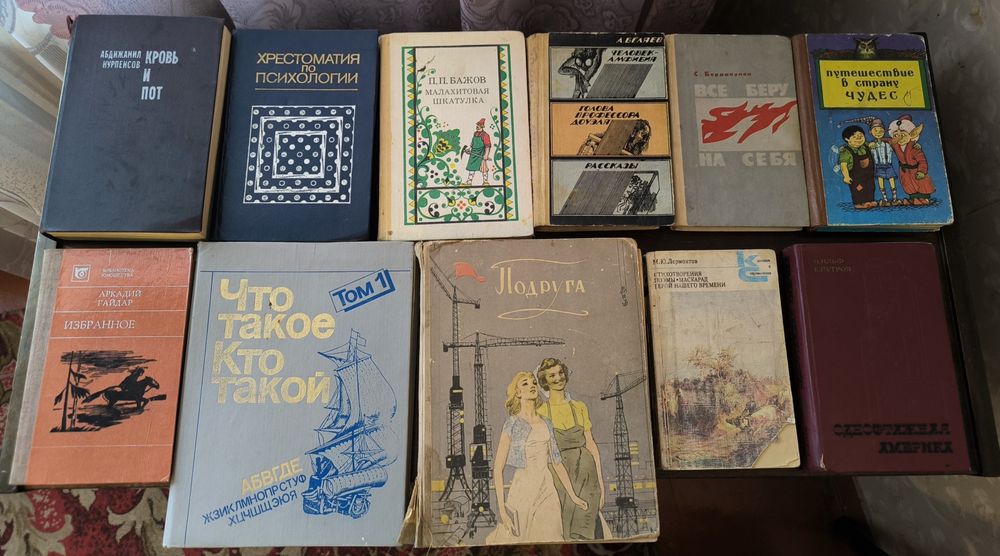 АБДИЖАМИЛ
НУРПЕИСОВ
КРОВЬ
И
ПОТ
ХРЕСТОМАТИЯ
ПО
ПСИХОЛОГИИ
П. П. БАЖОВ
МАЛАХИТОВАЯ
ШКАТУЛКА
А.БЕЛЯЕВ
ЧЕЛОВЕК-
АМФИБИЯ
ГОЛОВА
ПРОФЕССОРА
ДОУЭЛЯ
РАССКАЗЫ
ВСЕ БЕРУ
НА СЕБЯ
путешествие
в страну
ЧУДЕС
БИБЛИОТЕКА
ЮНОШЕСТВА
АРКАДИЙ
ГАЙДАР
ИЗБРАННОЕ
Что
такое
Кто
такой
Том 1
АБВГДЕ
ЖЗИКЛМНОПРСТУФ
ХЦЧШЩЭЮЯ
Подруга
М.Ю.Лермонтов
СТИХОТВОРЕНИЯ
ПОЭМЫ·МАСКАРАД
ГЕРОЙ НАШЕГО ВРЕМЕНИ
И.ИЛЬФ
Е.ПЕТРОВ
ОДНОЭТАЖНАЯ
АМЕРИКА